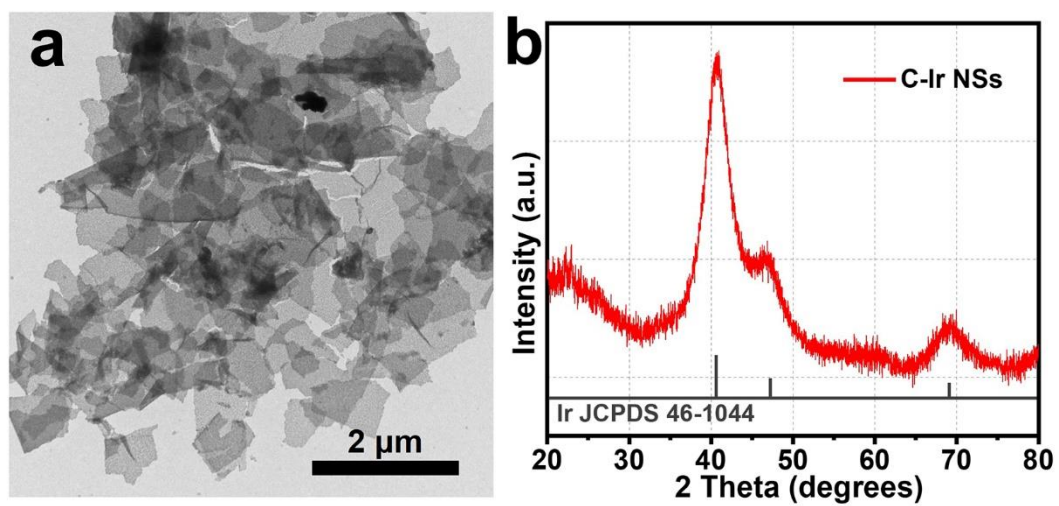 a
2 μm
b
C-Ir NSs
Intensity (a.u.)
Ir JCPDS 46-1044
20 30 40 50 60 70 80
2 Theta (degrees)